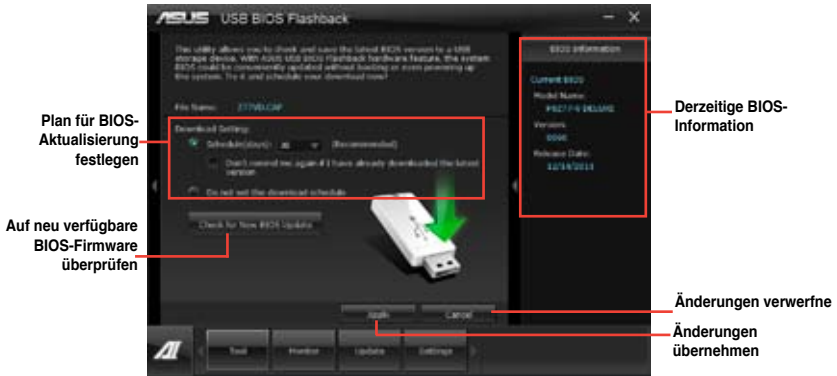 ASUS USB BIOS Flashback
This utility allows you to check and save the latest BIOS version to a USB
storage device. With ASUS USB BIOS Flashback hardware feature, the system
BIOS could be conveniently updated without booting or even powering up
the system. Try it and schedule your download now!
File Name:
Download Setting:
Schedule(days): (Recommended)
Don't remind me again if I have already downloaded the latest
version
Do not set the download schedule
Check for New BIOS Update
Apply Cancel
Tool Monitor Update Settings
BIOS Information
Current BIOS
Model Name:
P8Z77-V DELUXE
Version:
Release Date:
Plan für BIOS-
Aktualisierung
festlegen
Auf neu verfügbare
BIOS-Firmware
überprüfen
Derzeitige BIOS-
Information
Änderungen verwerfne
Änderungen
übernehmen